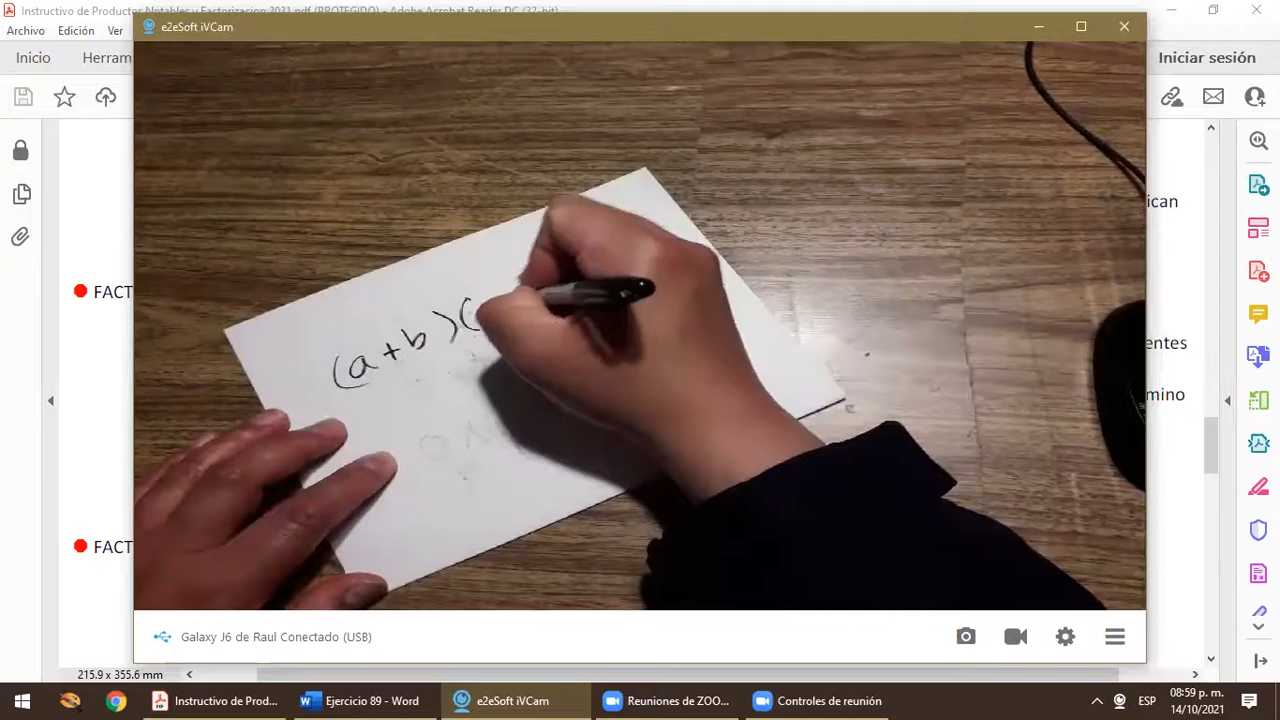 Instructivo de Productos Notables y Factorizacion 2021.pdf (PROTEGIDO) - Adobe Acrobat Reader DC (32-bit)
e2eSoft iVCam
Archivo Edición Ver
Inicio Herram
Iniciar sesión
ican
FACT
(a+b)(
entes
mino
FACT
Galaxy J6 de Raul Conectado (USB)
215.9 x 355.6 mm
Instructivo de Prod...
Ejercicio 89 - Word
e2eSoft iVCam
Reuniones de ZOO...
Controles de reunión
ESP
08:59 p. m.
14/10/2021